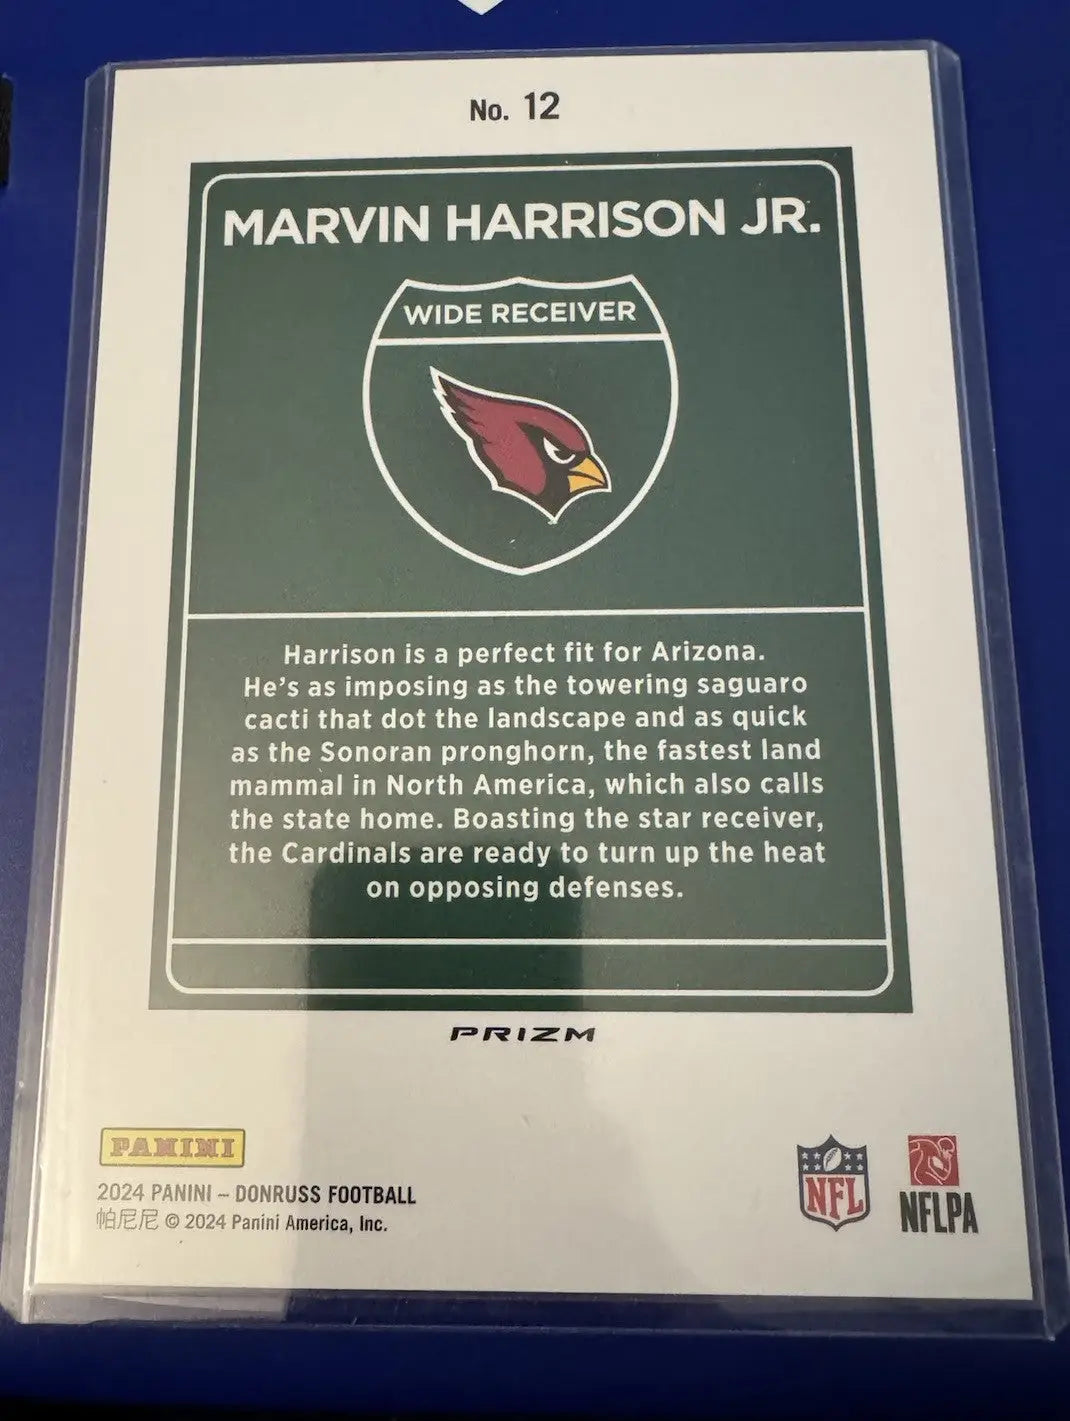 No. 12
MARVIN HARRISON JR.
WIDE RECEIVER
Harrison is a perfect fit for Arizona.
He's as imposing as the towering saguaro
cacti that dot the landscape and as quick
as the Sonoran pronghorn, the fastest land
mammal in North America, which also calls
the state home. Boasting the star receiver,
the Cardinals are ready to turn up the heat
on opposing defenses.
PRIZM
PANINI
2024 PANINI – DONRUSS FOOTBALL
帕尼尼 © 2024 Panini America, Inc.
NFL
NFLPA